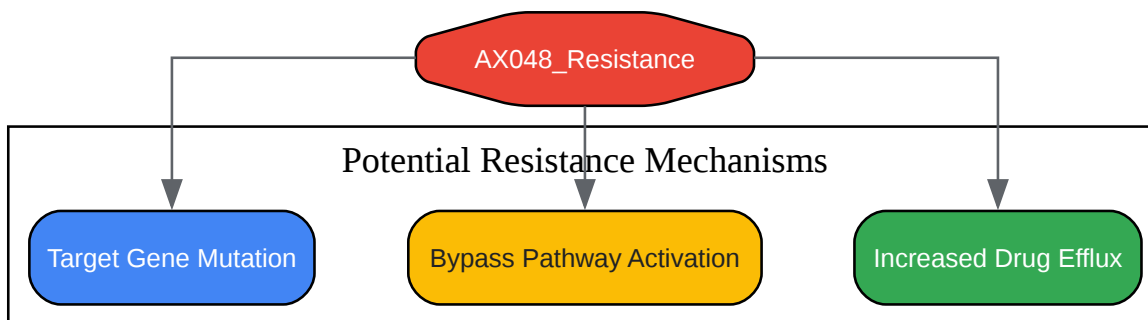 AX048_Resistance
Potential Resistance Mechanisms
Target Gene Mutation
Bypass Pathway Activation
Increased Drug Efflux